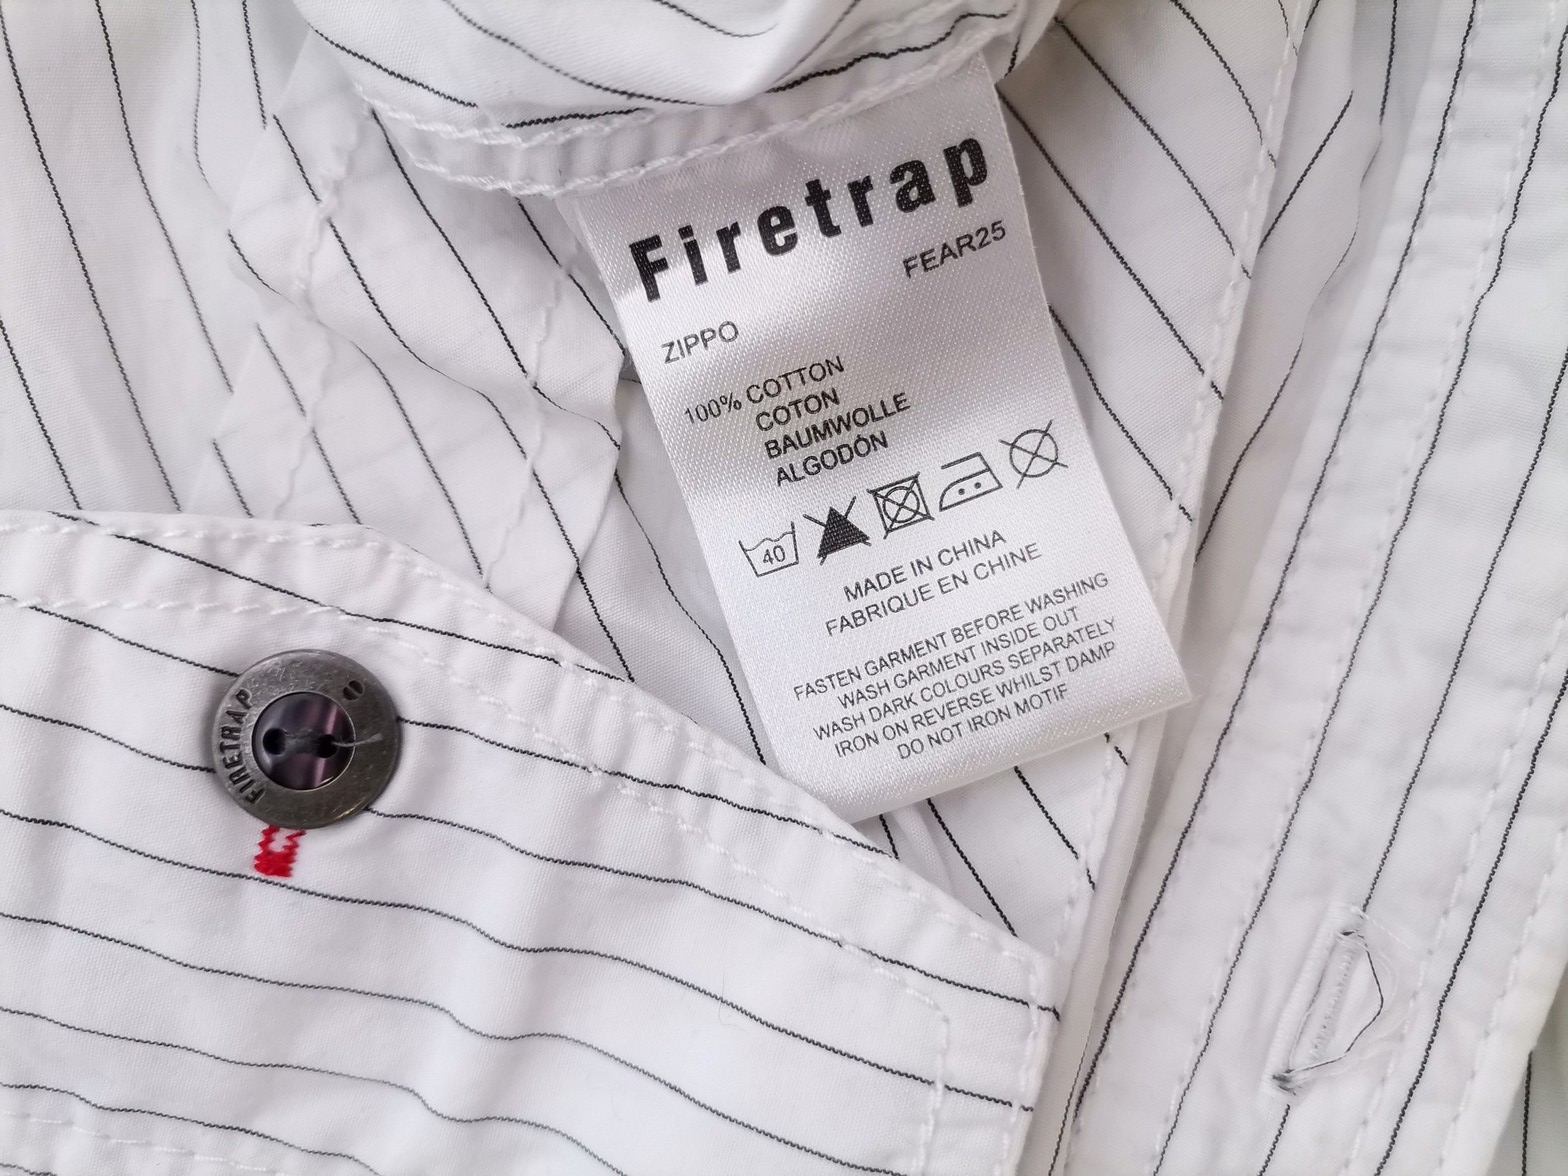 Firetrap
FEAR25
ZIPPO
100% COTTON
COTON
BAUMWOLLE
ALGODÓN
40
MADE IN CHINA
FABRIQUE EN CHINE
FASTEN GARMENT BEFORE WASHING
WASH GARMENT INSIDE OUT
WASH DARK COLOURS SEPARATELY
IRON ON REVERSE WHILST DAMP
DO NOT IRON MOTIF
FIRETRAP